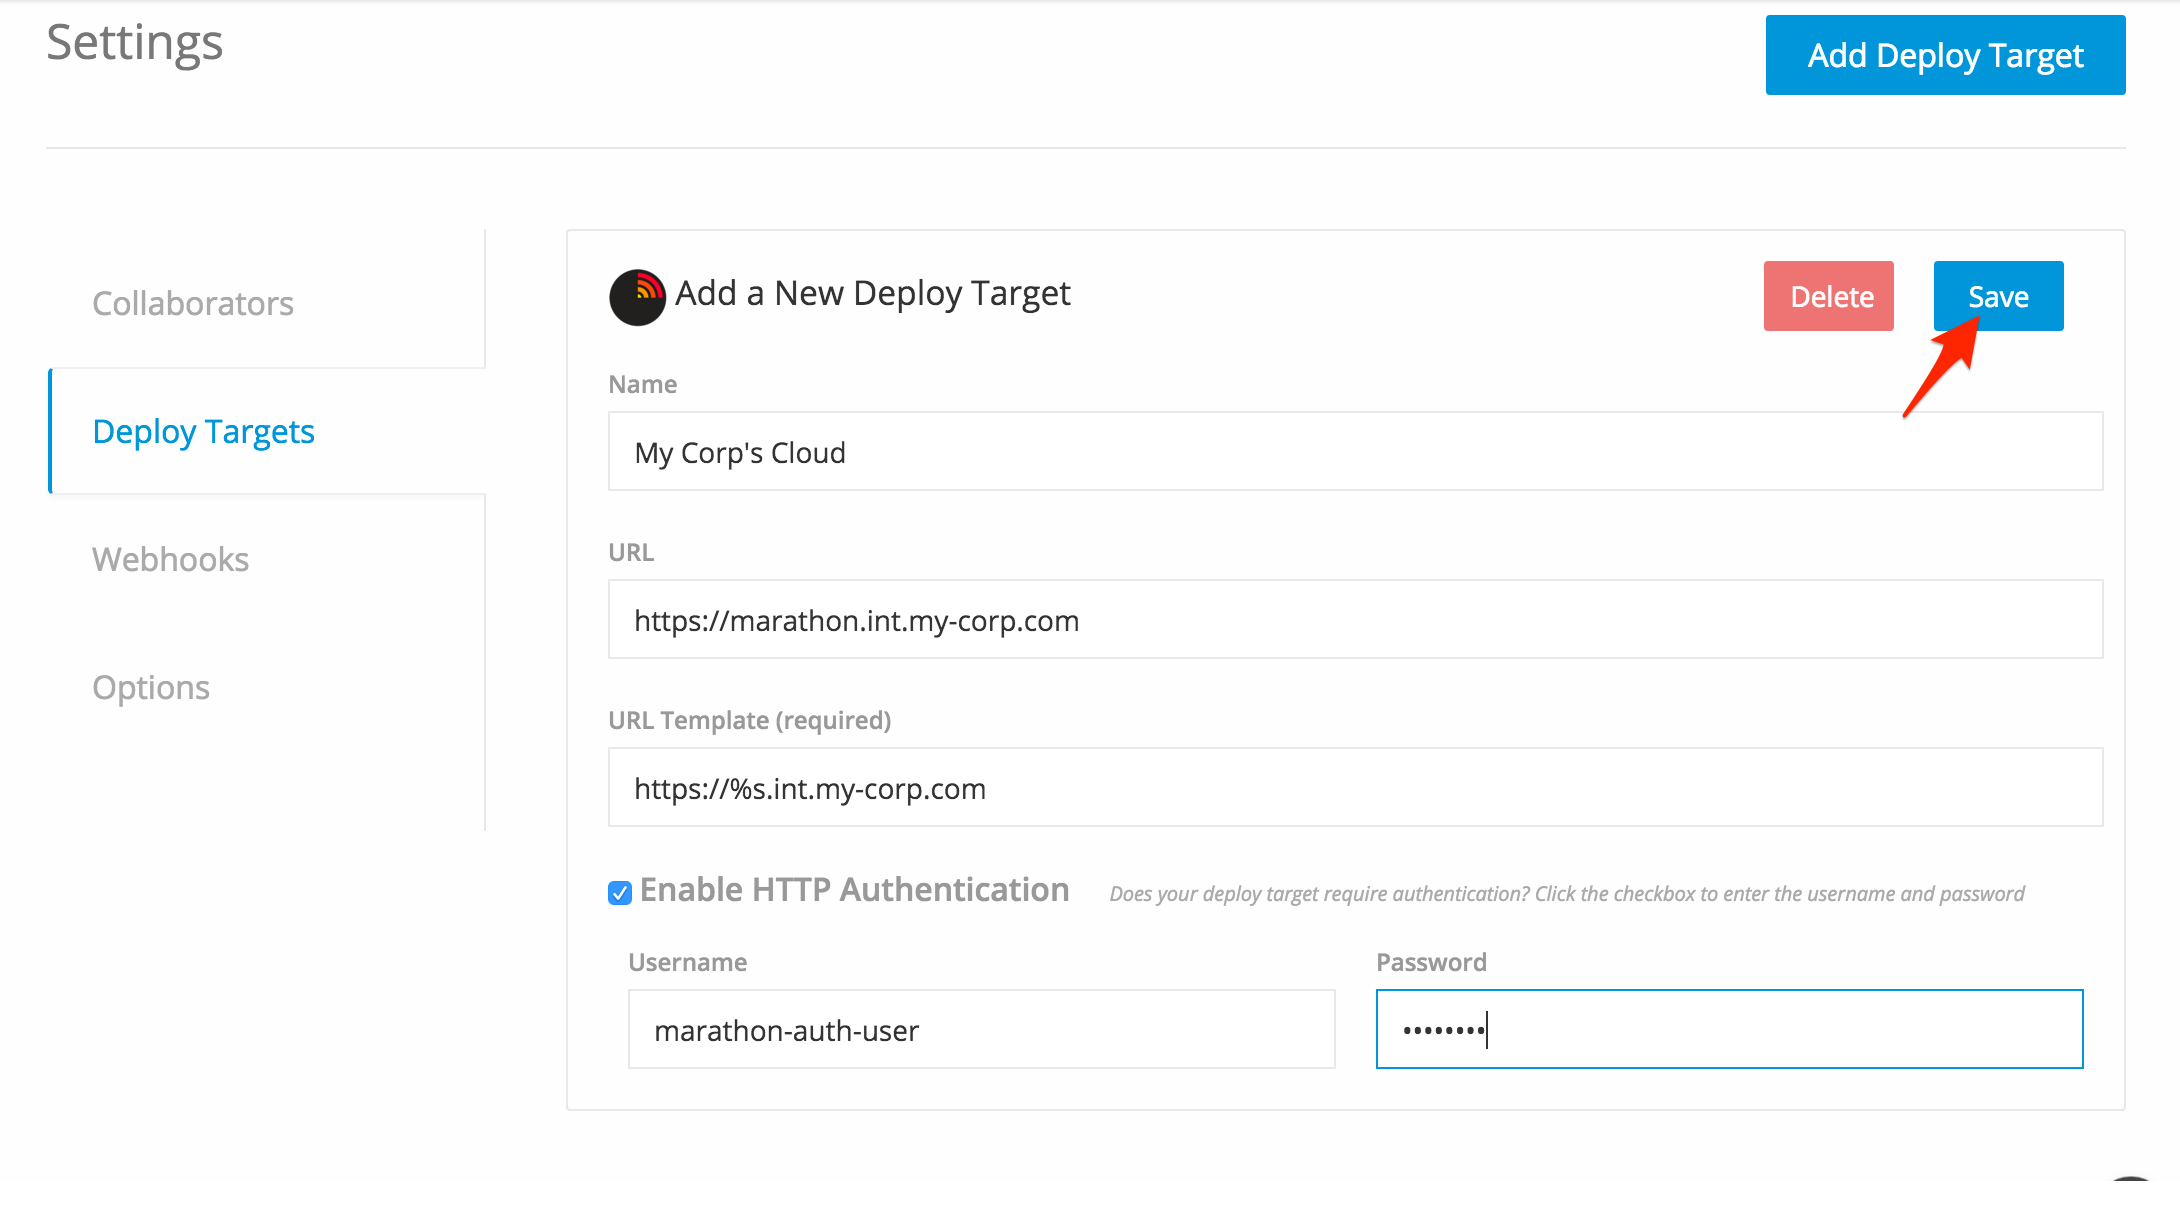 Settings
Add Deploy Target
Collaborators
Deploy Targets
Webhooks
Options
Add a New Deploy Target
Delete
Save
Name
My Corp's Cloud
URL
https://marathon.int.my-corp.com
URL Template (required)
https://%s.int.my-corp.com
Enable HTTP Authentication
Does your deploy target require authentication? Click the checkbox to enter the username and password
Username
Password
marathon-auth-user
••••••••